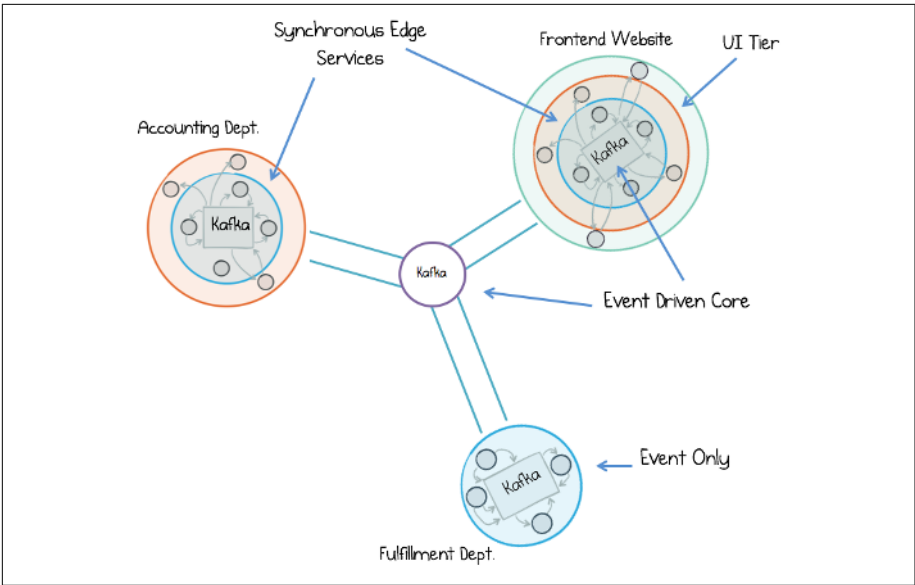 Synchronous Edge
Services
Frontend Website
UI Tier
Accounting Dept.
Kafka
Kafka
Kafka
Event Driven Core
Kafka
Event Only
Fulfillment Dept.